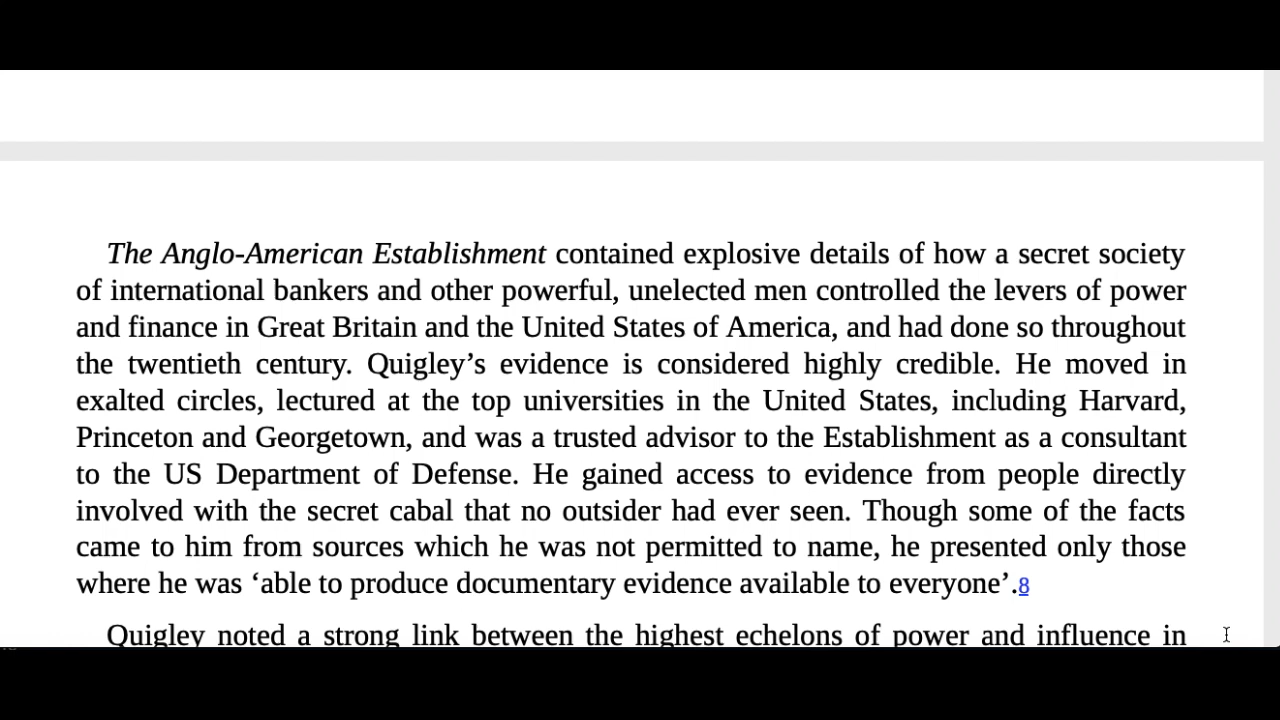 The Anglo-American Establishment contained explosive details of how a secret society
of international bankers and other powerful, unelected men controlled the levers of power
and finance in Great Britain and the United States of America, and had done so throughout
the twentieth century. Quigley’s evidence is considered highly credible. He moved in
exalted circles, lectured at the top universities in the United States, including Harvard,
Princeton and Georgetown, and was a trusted advisor to the Establishment as a consultant
to the US Department of Defense. He gained access to evidence from people directly
involved with the secret cabal that no outsider had ever seen. Though some of the facts
came to him from sources which he was not permitted to name, he presented only those
where he was ‘able to produce documentary evidence available to everyone’.8
Quigley noted a strong link between the highest echelons of power and influence in